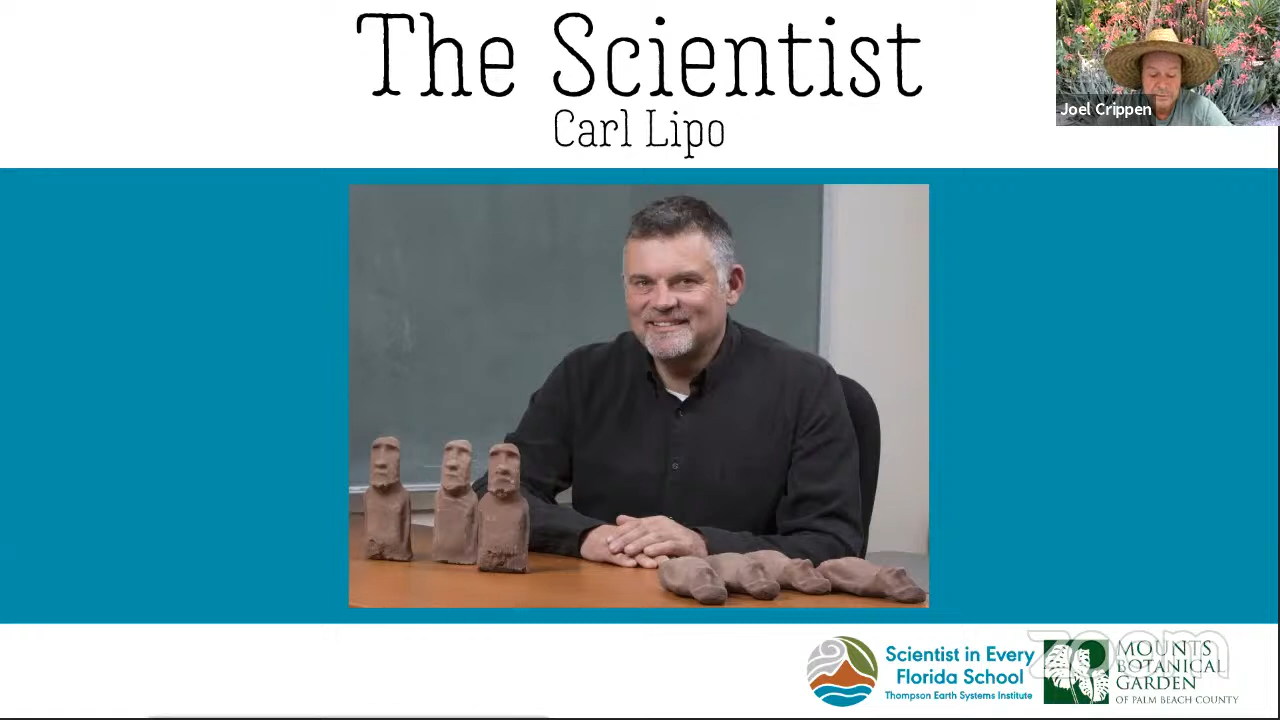 The Scientist
Carl Lipo
Joel Crippen
Scientist in Every
Florida School
Thompson Earth Systems Institute
zoom
MOUNTS
BOTANICAL
GARDEN
OF PALM BEACH COUNTY